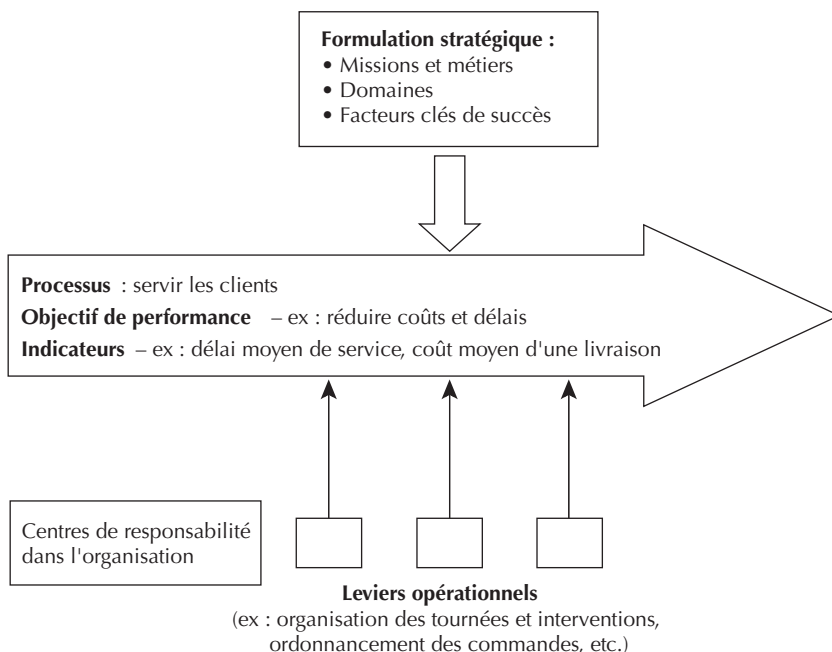 Formulation stratégique :
• Missions et métiers
• Domaines
• Facteurs clés de succès
Processus : servir les clients
Objectif de performance – ex : réduire coûts et délais
Indicateurs – ex : délai moyen de service, coût moyen d'une livraison
Centres de responsabilité
dans l'organisation
Leviers opérationnels
(ex : organisation des tournées et interventions,
ordonnancement des commandes, etc.)